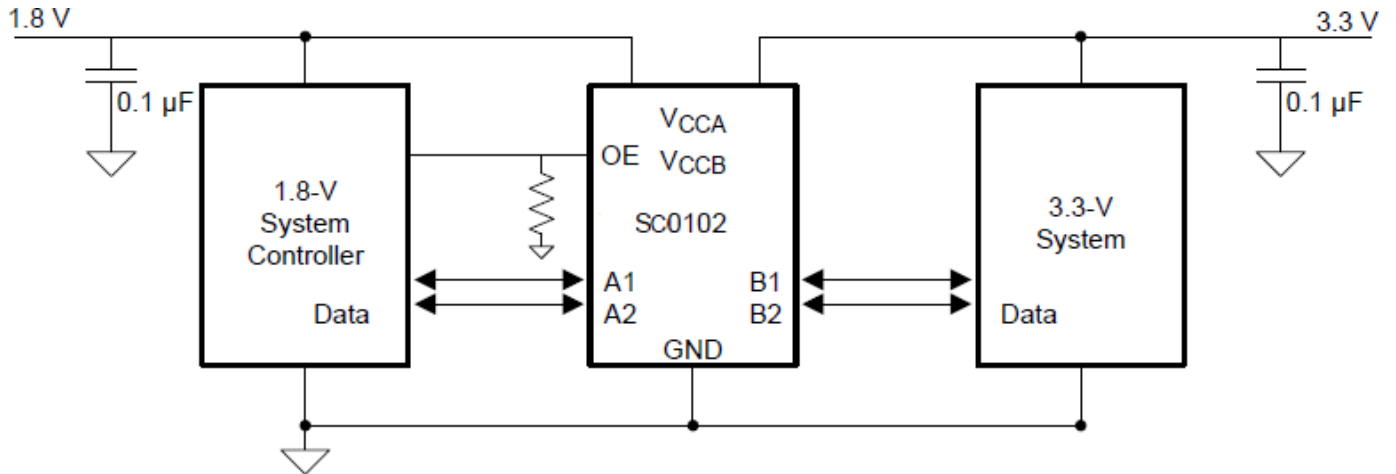 1.8 V
3.3 V
0.1 µF
0.1 µF
VCCA
OE
VCCB
1.8-V
System
Controller
SC0102
3.3-V
System
A1
B1
Data
A2
B2
Data
GND